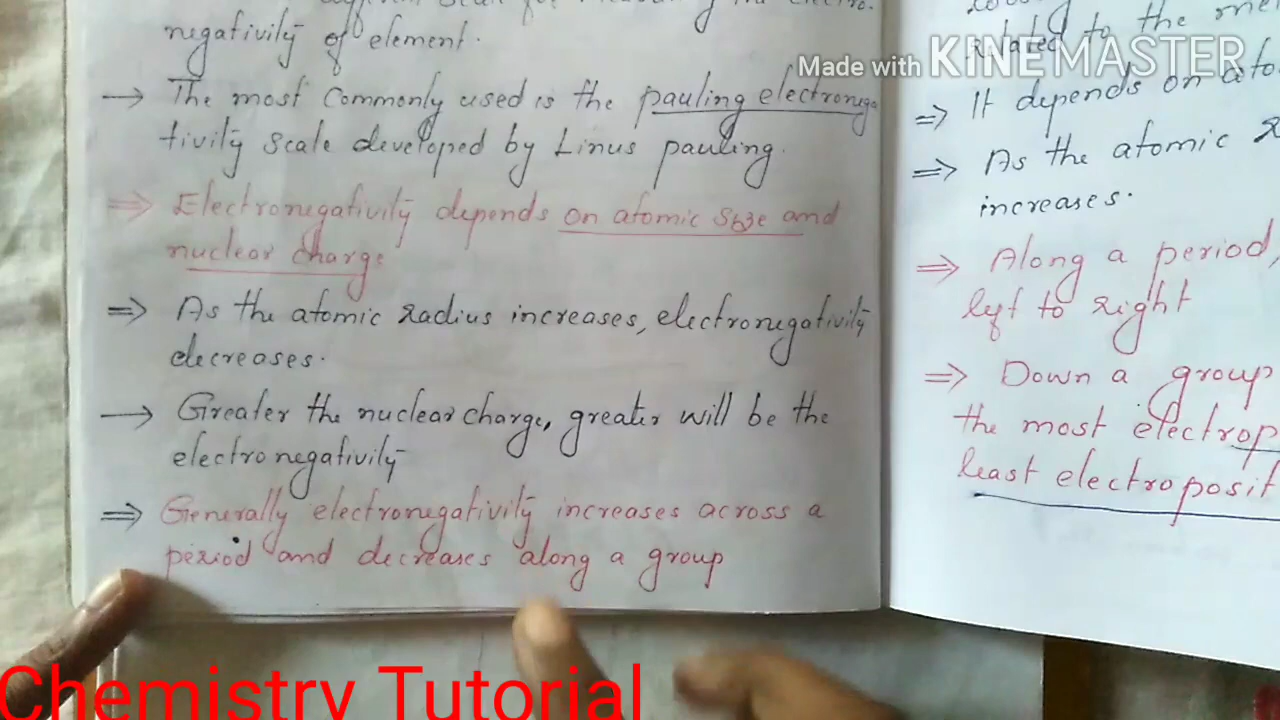 negativity of element.
→ The most commonly used is the pauling electronega
tivity scale developed by Linus pauling.
⇒ Electronegativity depends on atomic size and
nuclear charge
⇒ As the atomic radius increases, electronegativity
decreases.
→ Greater the nuclear charge, greater will be the
electronegativity
⇒ Generally electronegativity increases across a
period and decreases along a group
related to the
⇒ It depends on ato
⇒ As the atomic
increases.
⇒ Along a period,
left to right
⇒ Down a group
the most electrop
least electroposit
Made with KINEMASTER
Chemistry Tutorial